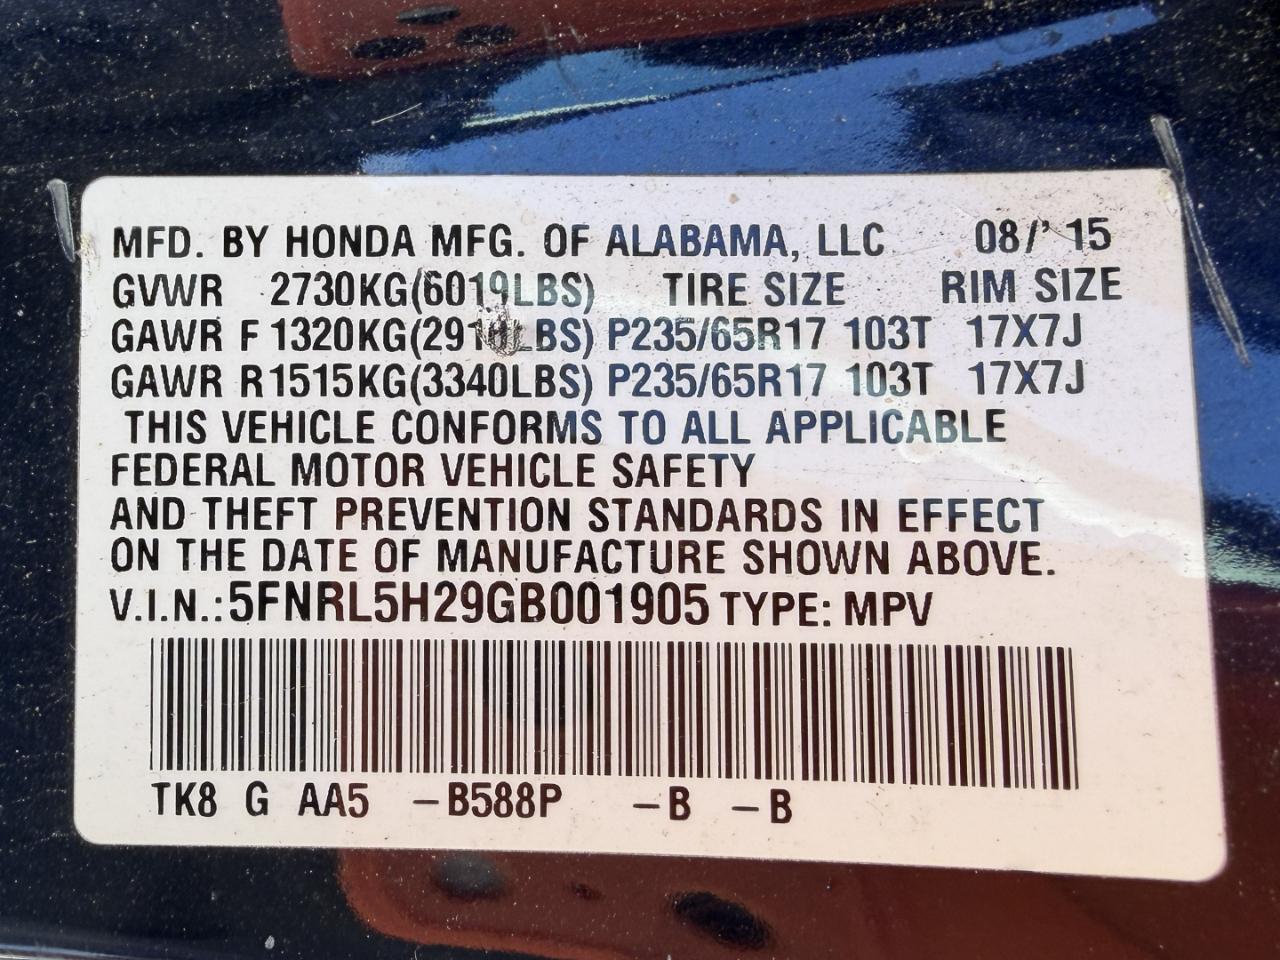 MFD. BY HONDA MFG. OF ALABAMA, LLC 08/' 15
GVWR 2730KG(6019LBS) TIRE SIZE RIM SIZE
GAWR F 1320KG(2910LBS) P235/65R17 103T 17X7J
GAWR R1515KG(3340LBS) P235/65R17 103T 17X7J
THIS VEHICLE CONFORMS TO ALL APPLICABLE
FEDERAL MOTOR VEHICLE SAFETY
AND THEFT PREVENTION STANDARDS IN EFFECT
ON THE DATE OF MANUFACTURE SHOWN ABOVE.
V.I.N.:5FNRL5H29GB001905 TYPE: MPV
TK8 G AA5 –B588P –B –B